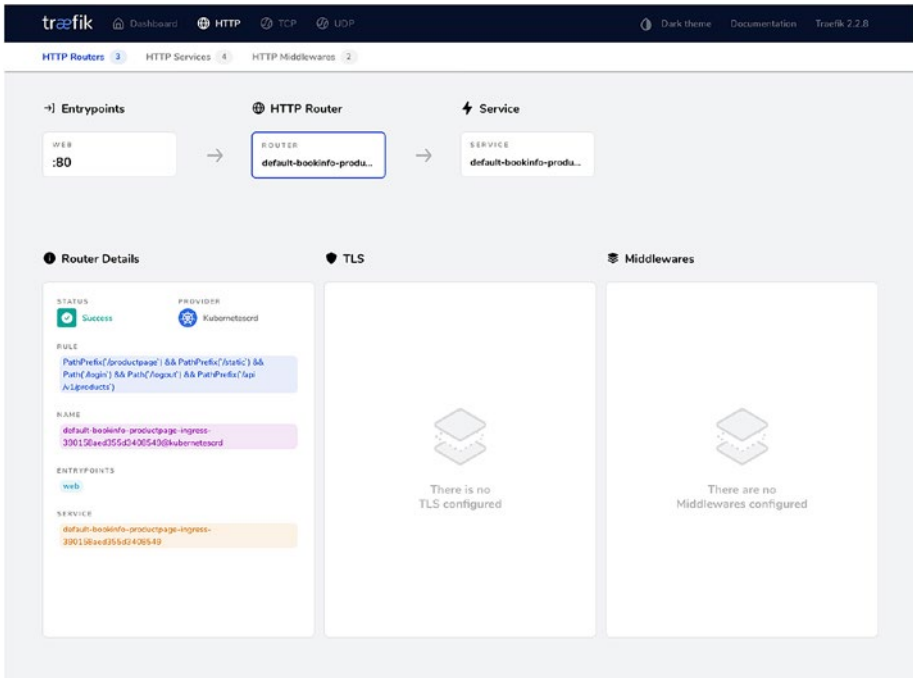 træfik Dashboard HTTP TCP UDP Dark theme Documentation Traefik 2.2.8
HTTP Routers 3 HTTP Services 4 HTTP Middlewares 2
Entrypoints HTTP Router Service
WEB ROUTER SERVICE
:80 default-bookinfo-produ... default-bookinfo-produ...
Router Details TLS Middlewares
STATUS PROVIDER
Success Kubernetescrd
RULE
PathPrefix(`/productpage`) && PathPrefix(`/static`) &&
Path(`/login`) && Path(`/logout`) && PathPrefix(`/api
/v1/products`)
NAME
default-bookinfo-productpage-ingress-
390158aed355d3408549@kubernetescrd
ENTRYPOINTS
web
SERVICE
default-bookinfo-productpage-ingress-
390158aed355d3408549
There is no
TLS configured
There are no
Middlewares configured